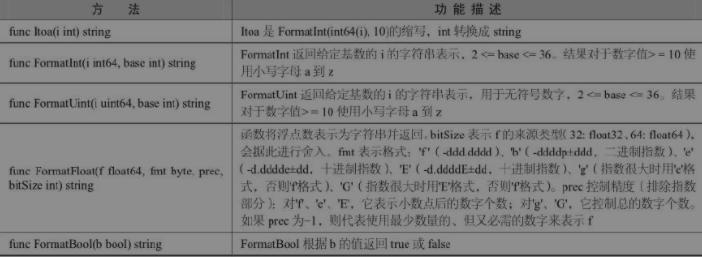 方 法 功能描述
func Itoa(i int) string Itoa 是 FormatInt(int64(i), 10)的缩写，int 转换成 string
func FormatInt(i int64, base int) string FormatInt 返回给定基数的 i 的字符串表示，2 <= base <= 36。结果对于数字值>= 10 使
用小写字母 a 到 z
func FormatUint(i uint64, base int) string FormatUint 返回给定基数的 i 的字符串表示，用于无符号数字，2 <= base <= 36。结果
对于数字值>= 10 使用小写字母 a 到 z
func FormatFloat(f float64, fmt byte, prec, bitSize int) string 函数将浮点数表示为字符串并返回。bitSize 表示 f 的来源类型( 32: float32、64: float64 )，
会据此进行舍入。fmt 表示格式：'f'( -ddd.dddd )、'b'( -ddddp±ddd，二进制指数)、'e'
( -d.dddde±dd，十进制指数)、'E'( -d.ddddE±dd，十进制指数)、'g'( 指数很大时用'e'格
式，否则'f'格式)、'G'( 指数很大时用'E'格式，否则'f'格式)。prec 控制精度（排除指数
部分）：对'f'、'e'、'E'，它表示小数点后的数字个数；对'g'、'G'，它控制总的数字个数。
如果 prec 为−1，则代表使用最少数量的、但又必需的数字来表示 f
func FormatBool(b bool) string FormatBool 根据 b 的值返回 true 或 false